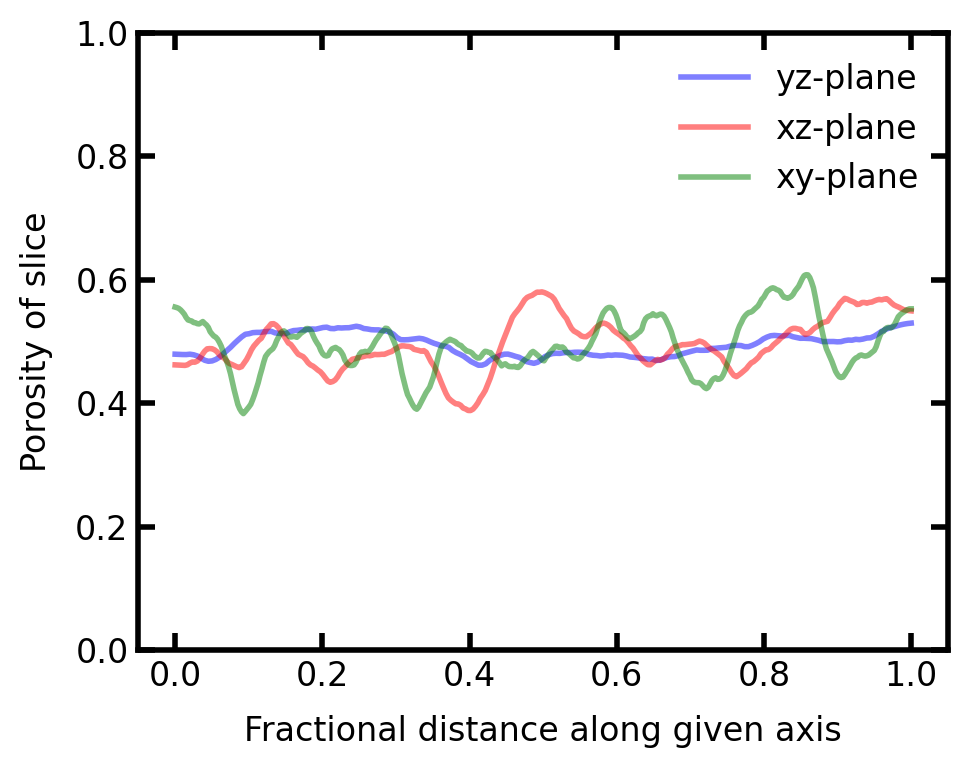 1.0
0.8
0.6
0.4
0.2
0.0
Porosity of slice
yz-plane
xz-plane
xy-plane
0.0 0.2 0.4 0.6 0.8 1.0
Fractional distance along given axis